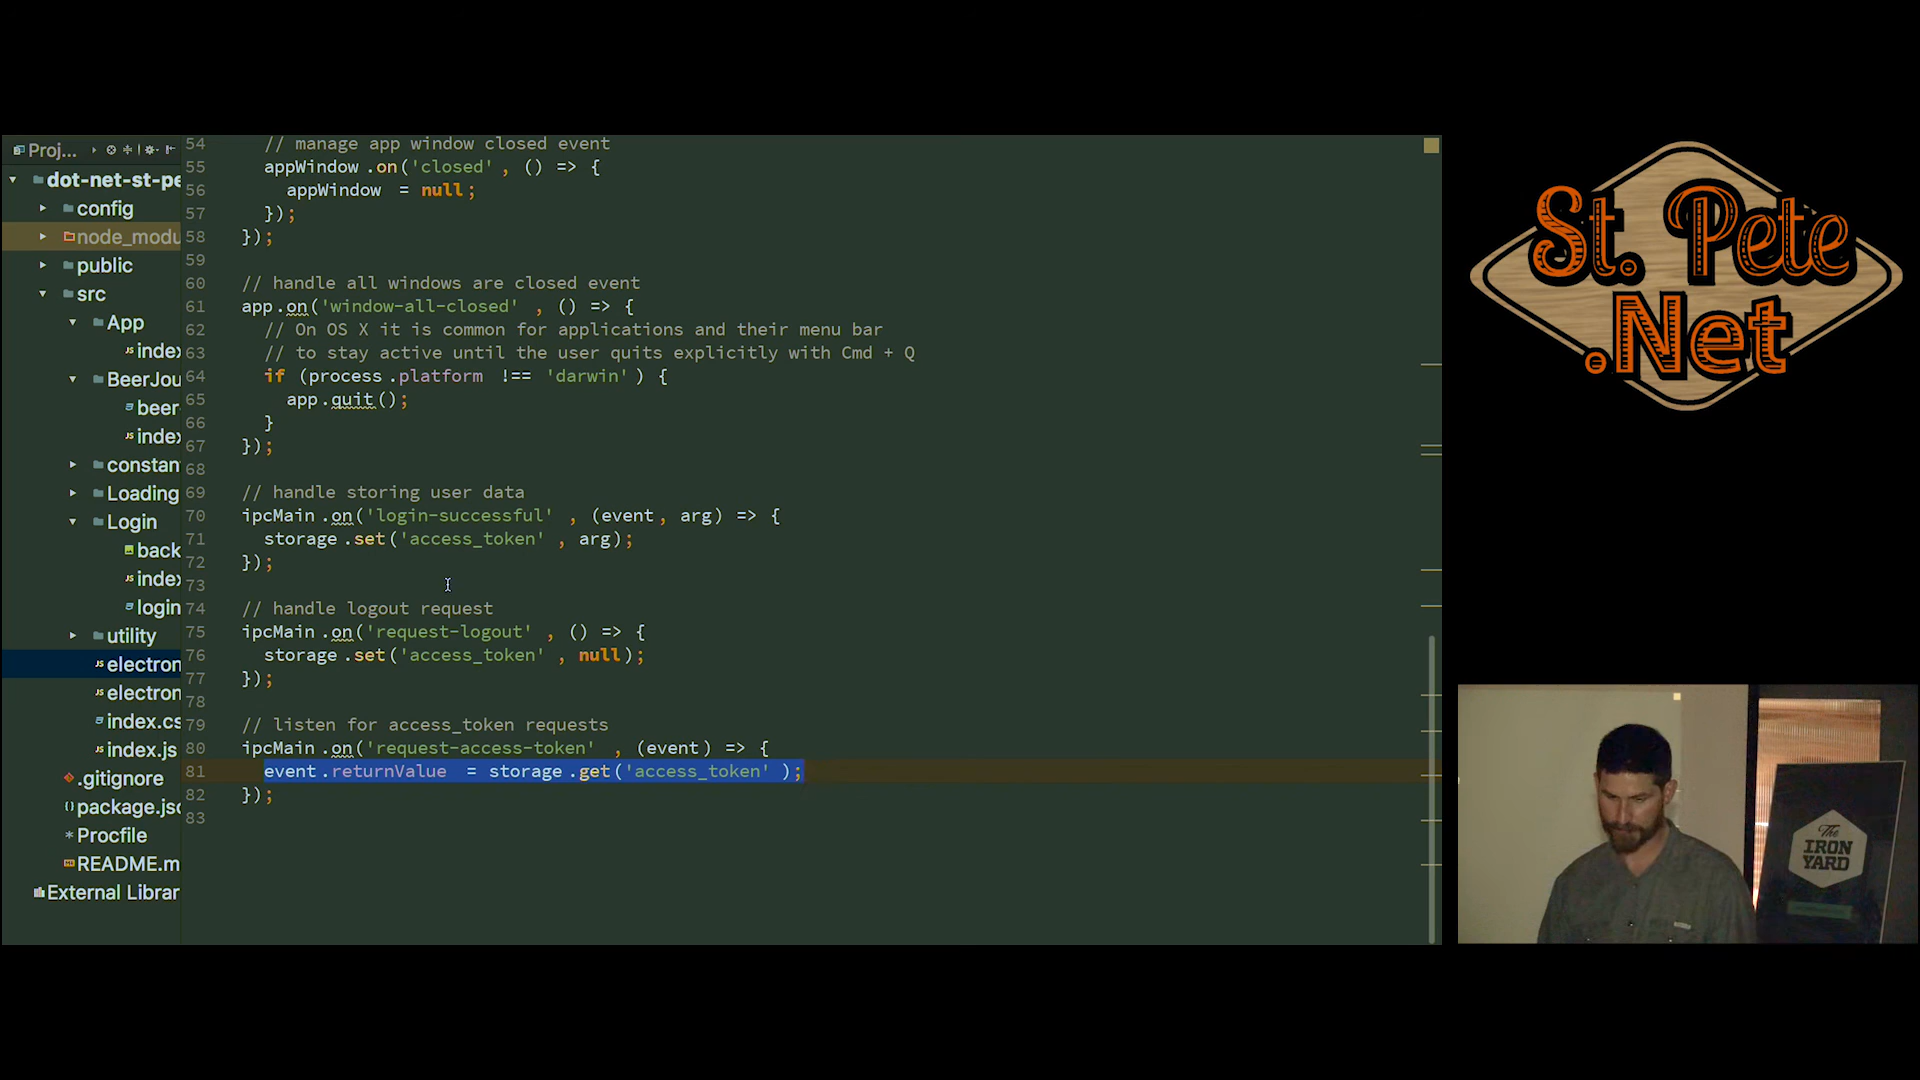 Proj...
dot-net-st-pe
config
node_modu
public
src
App
index
BeerJou
beer
index
constan
Loading
Login
back
index
login
utility
electron
electron
index.cs
index.js
.gitignore
package.jsc
Procfile
README.m
External Librar
54 // manage app window closed event
55 appWindow.on('closed', () => {
56 appWindow = null;
57 });
58 });
59
60 // handle all windows are closed event
61 app.on('window-all-closed', () => {
62 // On OS X it is common for applications and their menu bar
63 // to stay active until the user quits explicitly with Cmd + Q
64 if (process.platform !== 'darwin') {
65 app.quit();
66 }
67 });
68
69 // handle storing user data
70 ipcMain.on('login-successful', (event, arg) => {
71 storage.set('access_token', arg);
72 });
73
74 // handle logout request
75 ipcMain.on('request-logout', () => {
76 storage.set('access_token', null);
77 });
78
79 // listen for access_token requests
80 ipcMain.on('request-access-token', (event) => {
81 event.returnValue = storage.get('access_token');
82 });
83
St. Pete
.Net
The
IRON
YARD